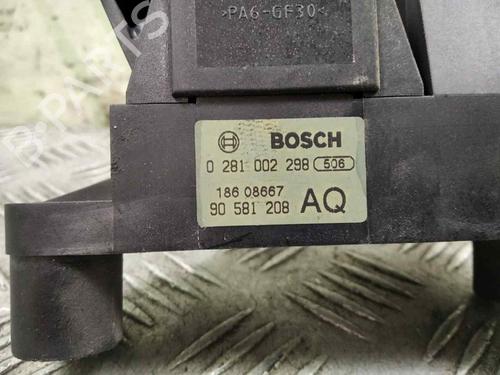 >PA6-GF30<
BOSCH
0 281 002 298 506
186 08667
90 581 208 AQ